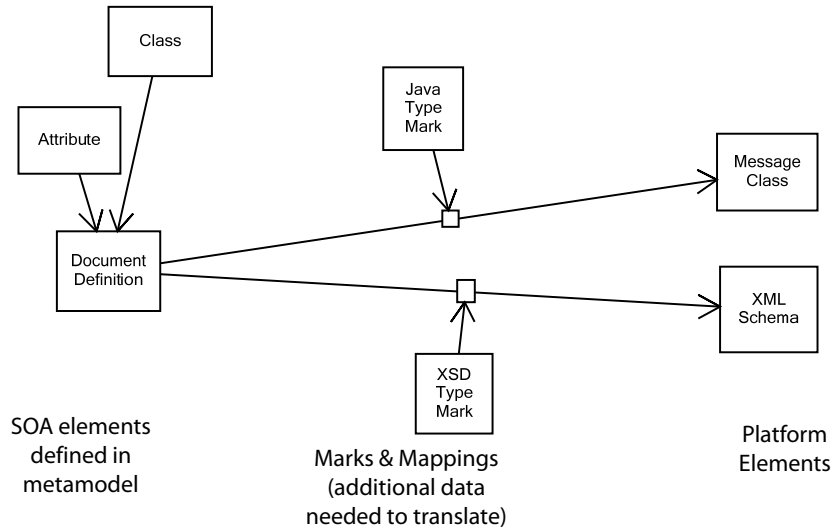 Class
Attribute
Document
Definition
Java
Type
Mark
Message
Class
XML
Schema
XSD
Type
Mark
SOA elements
defined in
metamodel
Marks & Mappings
(additional data
needed to translate)
Platform
Elements